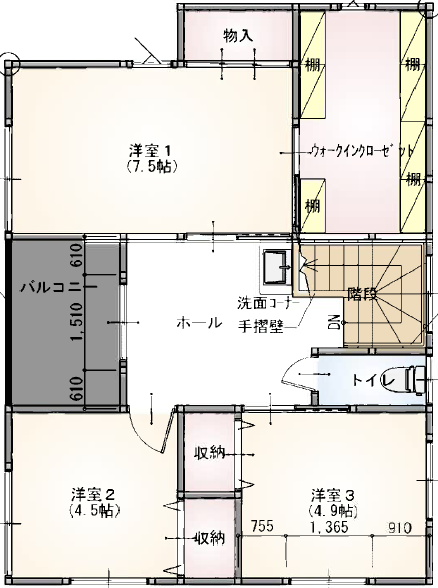 物入
棚
棚
洋室1
(7.5帖)
ウォークインクローゼット
棚
棚
610
バルコニー
1,510
610
ホール
洗面コーナー
手摺壁
階段
DN
トイレ
収納
洋室2
(4.5帖)
洋室3
(4.9帖)
755
1,365
910
収納